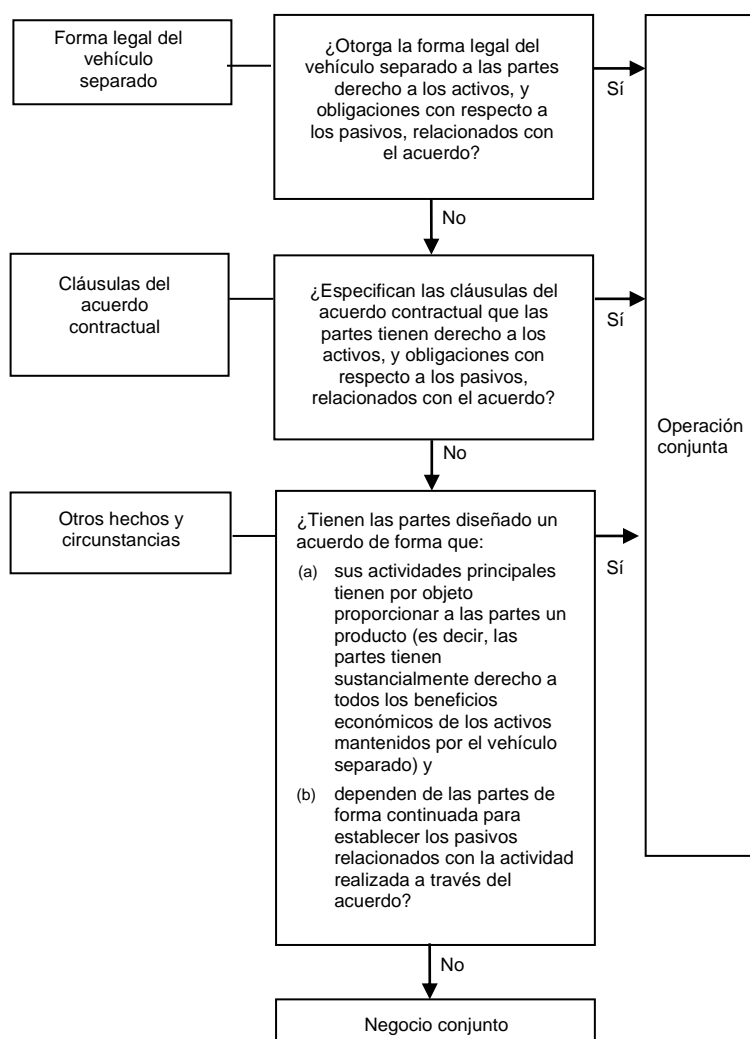 Forma legal del
vehículo
separado
¿Otorga la forma legal del
vehículo separado a las partes
derecho a los activos, y
obligaciones con respecto a
los pasivos, relacionados con
el acuerdo?
Sí
No
Cláusulas del
acuerdo
contractual
¿Especifican las cláusulas del
acuerdo contractual que las
partes tienen derecho a los
activos, y obligaciones con
respecto a los pasivos,
relacionados con el acuerdo?
Sí
Operación
conjunta
No
Otros hechos y
circunstancias
¿Tienen las partes diseñado un
acuerdo de forma que:
(a) sus actividades principales
tienen por objeto
proporcionar a las partes un
producto (es decir, las
partes tienen
sustancialmente derecho a
todos los beneficios
económicos de los activos
mantenidos por el vehículo
separado) y
(b) dependen de las partes de
forma continuada para
establecer los pasivos
relacionados con la actividad
realizada a través del
acuerdo?
Sí
No
Negocio conjunto